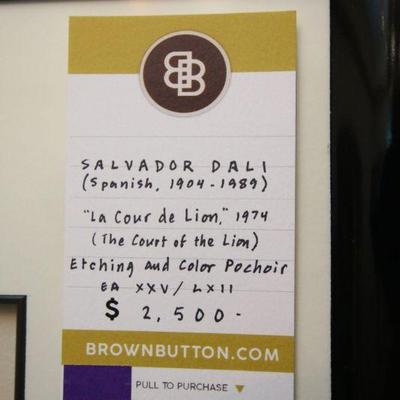 SALVADOR DALI
(Spanish, 1904-1989)
"La Cour de Lion," 1974
(The Court of the Lion)
Etching and Color Pochoir
EA XXV/LXII
$ 2,500-
BROWNBUTTON.COM
PULL TO PURCHASE